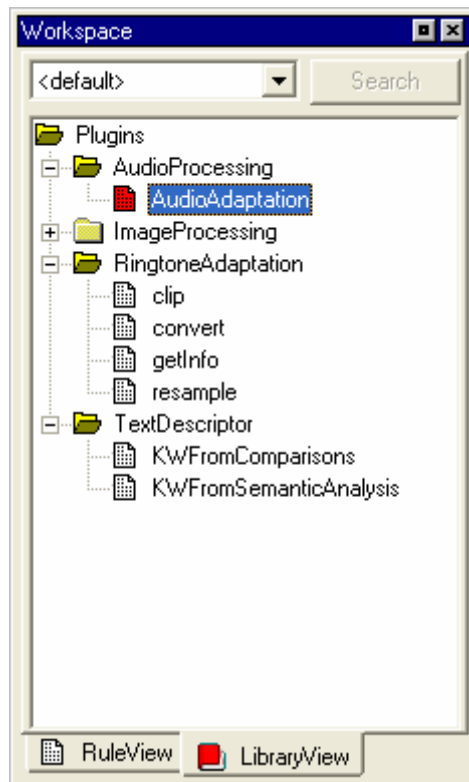 Workspace
<default> Search
Plugins
AudioProcessing
AudioAdaptation
ImageProcessing
RingtoneAdaptation
clip
convert
getInfo
resample
TextDescriptor
KWFromComparisons
KWFromSemanticAnalysis
RuleView LibraryView